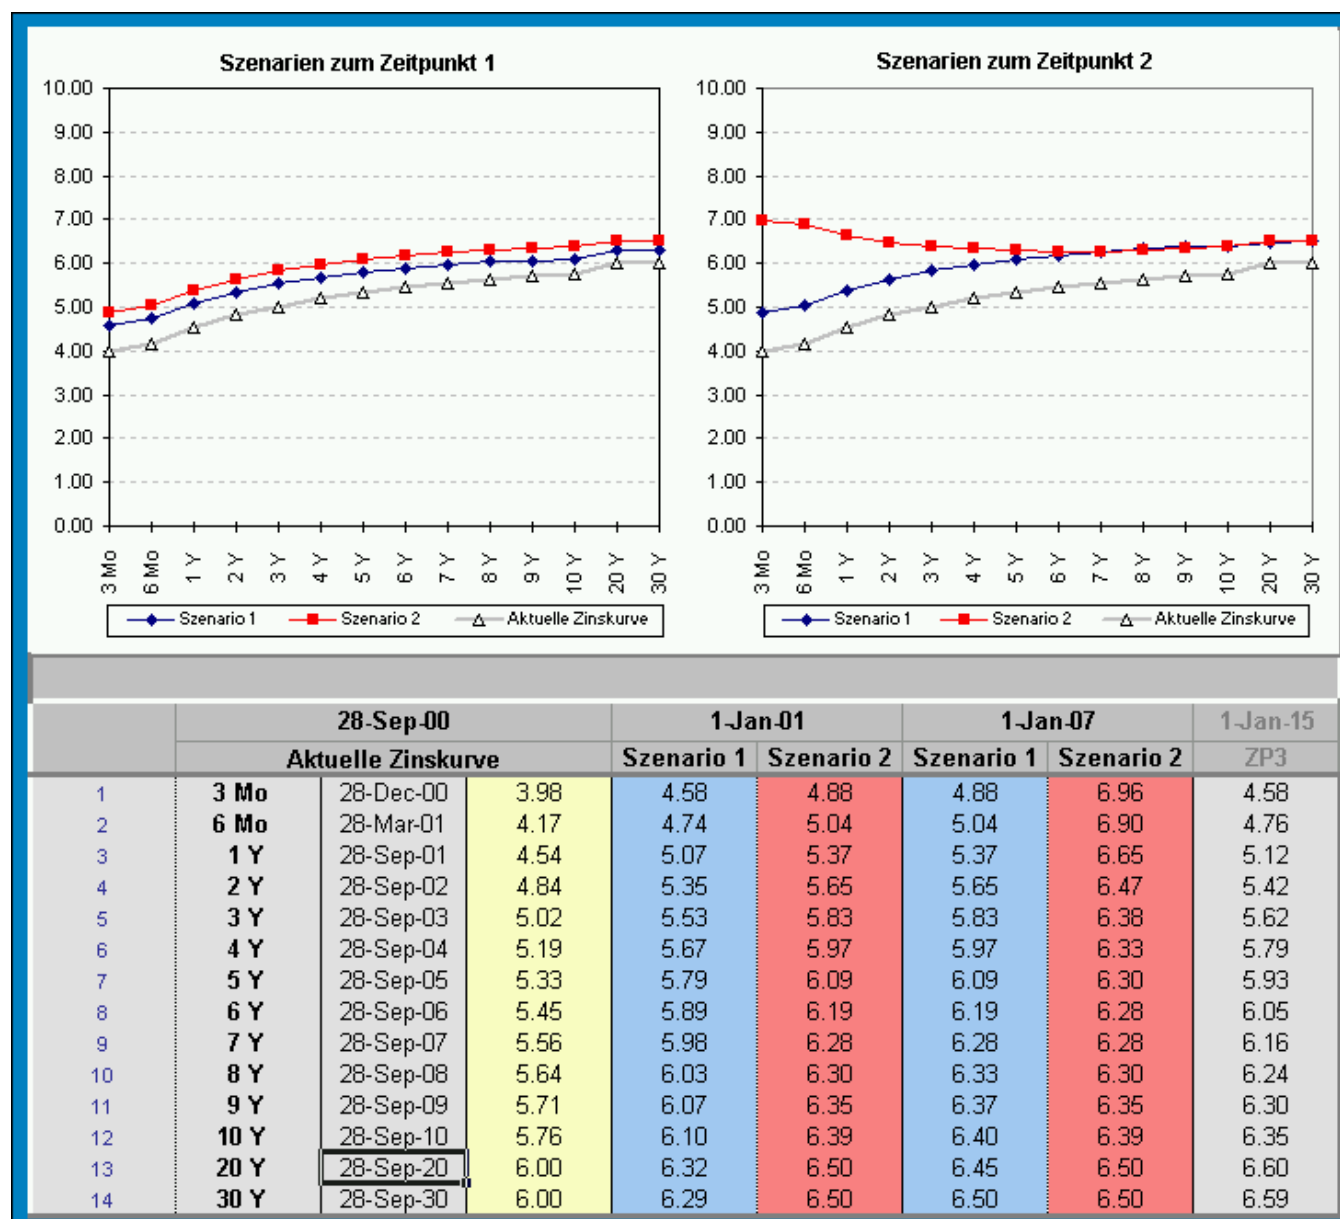 Szenarien zum Zeitpunkt 1
10.00
9.00
8.00
7.00
6.00
5.00
4.00
3.00
2.00
1.00
0.00
3 Mo 6 Mo 1 Y 2 Y 3 Y 4 Y 5 Y 6 Y 7 Y 8 Y 9 Y 10 Y 20 Y 30 Y
Szenario 1 Szenario 2 Aktuelle Zinskurve
Szenarien zum Zeitpunkt 2
10.00
9.00
8.00
7.00
6.00
5.00
4.00
3.00
2.00
1.00
0.00
3 Mo 6 Mo 1 Y 2 Y 3 Y 4 Y 5 Y 6 Y 7 Y 8 Y 9 Y 10 Y 20 Y 30 Y
Szenario 1 Szenario 2 Aktuelle Zinskurve
28-Sep-00 1-Jan-01 1-Jan-07 1-Jan-15
Aktuelle Zinskurve Szenario 1 Szenario 2 Szenario 1 Szenario 2 ZP3
1 3 Mo 28-Dec-00 3.98 4.58 4.88 4.88 6.96 4.58
2 6 Mo 28-Mar-01 4.17 4.74 5.04 5.04 6.90 4.76
3 1 Y 28-Sep-01 4.54 5.07 5.37 5.37 6.65 5.12
4 2 Y 28-Sep-02 4.84 5.35 5.65 5.65 6.47 5.42
5 3 Y 28-Sep-03 5.02 5.53 5.83 5.83 6.38 5.62
6 4 Y 28-Sep-04 5.19 5.67 5.97 5.97 6.33 5.79
7 5 Y 28-Sep-05 5.33 5.79 6.09 6.09 6.30 5.93
8 6 Y 28-Sep-06 5.45 5.89 6.19 6.19 6.28 6.05
9 7 Y 28-Sep-07 5.56 5.98 6.28 6.28 6.28 6.16
10 8 Y 28-Sep-08 5.64 6.03 6.30 6.33 6.30 6.24
11 9 Y 28-Sep-09 5.71 6.07 6.35 6.37 6.35 6.30
12 10 Y 28-Sep-10 5.76 6.10 6.39 6.40 6.39 6.35
13 20 Y 28-Sep-20 6.00 6.32 6.50 6.45 6.50 6.60
14 30 Y 28-Sep-30 6.00 6.29 6.50 6.50 6.50 6.59